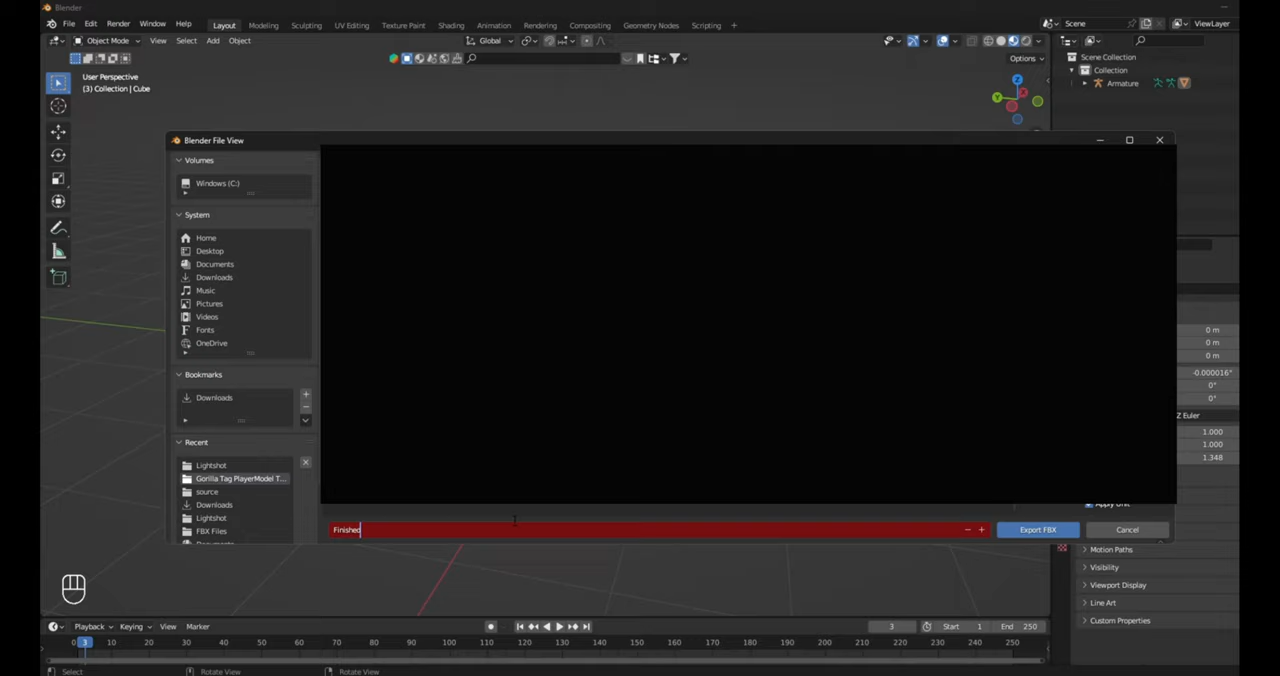 Blender
File Edit Render Window Help Layout Modeling Sculpting UV Editing Texture Paint Shading Animation Rendering Compositing Geometry Nodes Scripting + Scene ViewLayer
Object Mode View Select Add Object Global
Options
User Perspective
(3) Collection | Cube
Z
Y
X
Scene Collection
Collection
Armature
Blender File View
Volumes
Windows (C:)
System
Home
Desktop
Documents
Downloads
Music
Pictures
Videos
Fonts
OneDrive
Bookmarks
Downloads
Recent
Lightshot
Gorilla Tag PlayerModel T...
source
Downloads
Lightshot
FBX Files
Documents
Apply Unit
Finished
Export FBX
Cancel
0 m
0 m
0 m
-0.000016°
0°
0°
Z Euler
1.000
1.000
1.348
Motion Paths
Visibility
Viewport Display
Line Art
Custom Properties
Playback Keying View Marker 3 Start 1 End 250
0 3 10 20 30 40 50 60 70 80 90 100 110 120 130 140 150 160 170 180 190 200 210 220 230 240 250
Select Rotate View Rotate View